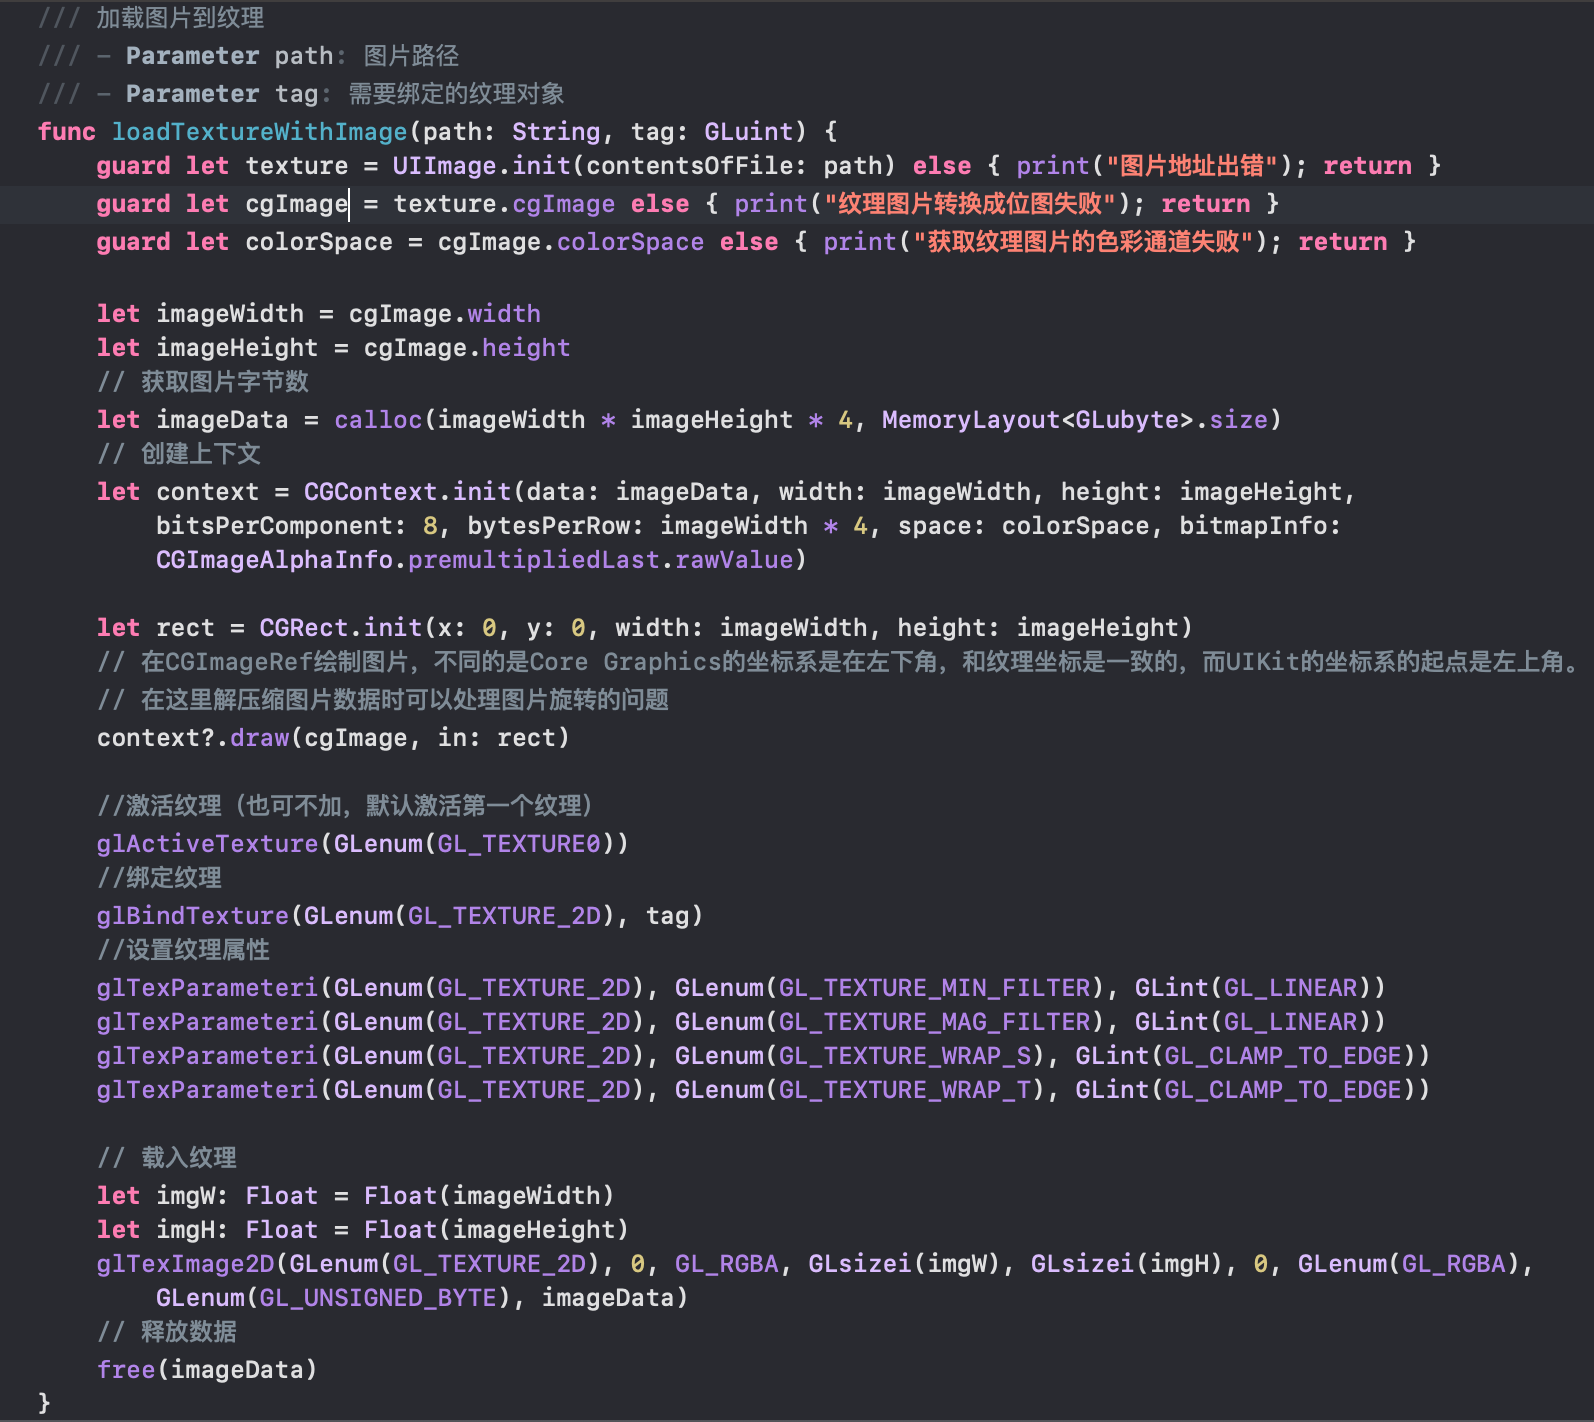 /// 加载图片到纹理
/// - Parameter path: 图片路径
/// - Parameter tag: 需要绑定的纹理对象
func loadTextureWithImage(path: String, tag: GLuint) {
guard let texture = UIImage.init(contentsOfFile: path) else { print("图片地址出错"); return }
guard let cgImage = texture.cgImage else { print("纹理图片转换成位图失败"); return }
guard let colorSpace = cgImage.colorSpace else { print("获取纹理图片的色彩通道失败"); return }
let imageWidth = cgImage.width
let imageHeight = cgImage.height
// 获取图片字节数
let imageData = calloc(imageWidth * imageHeight * 4, MemoryLayout<GLubyte>.size)
// 创建上下文
let context = CGContext.init(data: imageData, width: imageWidth, height: imageHeight,
bitsPerComponent: 8, bytesPerRow: imageWidth * 4, space: colorSpace, bitmapInfo:
CGImageAlphaInfo.premultipliedLast.rawValue)
let rect = CGRect.init(x: 0, y: 0, width: imageWidth, height: imageHeight)
// 在CGImageRef绘制图片，不同的是Core Graphics的坐标系是在左下角，和纹理坐标是一致的，而UIKit的坐标系的起点是左上角。
// 在这里解压缩图片数据时可以处理图片旋转的问题
context?.draw(cgImage, in: rect)
//激活纹理（也可不加，默认激活第一个纹理）
glActiveTexture(GLenum(GL_TEXTURE0))
//绑定纹理
glBindTexture(GLenum(GL_TEXTURE_2D), tag)
//设置纹理属性
glTexParameteri(GLenum(GL_TEXTURE_2D), GLenum(GL_TEXTURE_MIN_FILTER), GLint(GL_LINEAR))
glTexParameteri(GLenum(GL_TEXTURE_2D), GLenum(GL_TEXTURE_MAG_FILTER), GLint(GL_LINEAR))
glTexParameteri(GLenum(GL_TEXTURE_2D), GLenum(GL_TEXTURE_WRAP_S), GLint(GL_CLAMP_TO_EDGE))
glTexParameteri(GLenum(GL_TEXTURE_2D), GLenum(GL_TEXTURE_WRAP_T), GLint(GL_CLAMP_TO_EDGE))
// 载入纹理
let imgW: Float = Float(imageWidth)
let imgH: Float = Float(imageHeight)
glTexImage2D(GLenum(GL_TEXTURE_2D), 0, GL_RGBA, GLsizei(imgW), GLsizei(imgH), 0, GLenum(GL_RGBA),
GLenum(GL_UNSIGNED_BYTE), imageData)
// 释放数据
free(imageData)
}